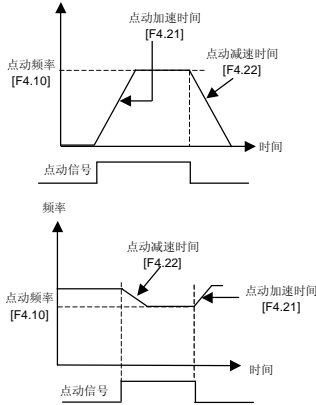 点动加速时间
[F4.21]
点动频率
[F4.10]
点动减速时间
[F4.22]
时间
点动信号
频率
点动减速时间
[F4.22]
点动频率
[F4.10]
点动加速时间
[F4.21]
时间
点动信号